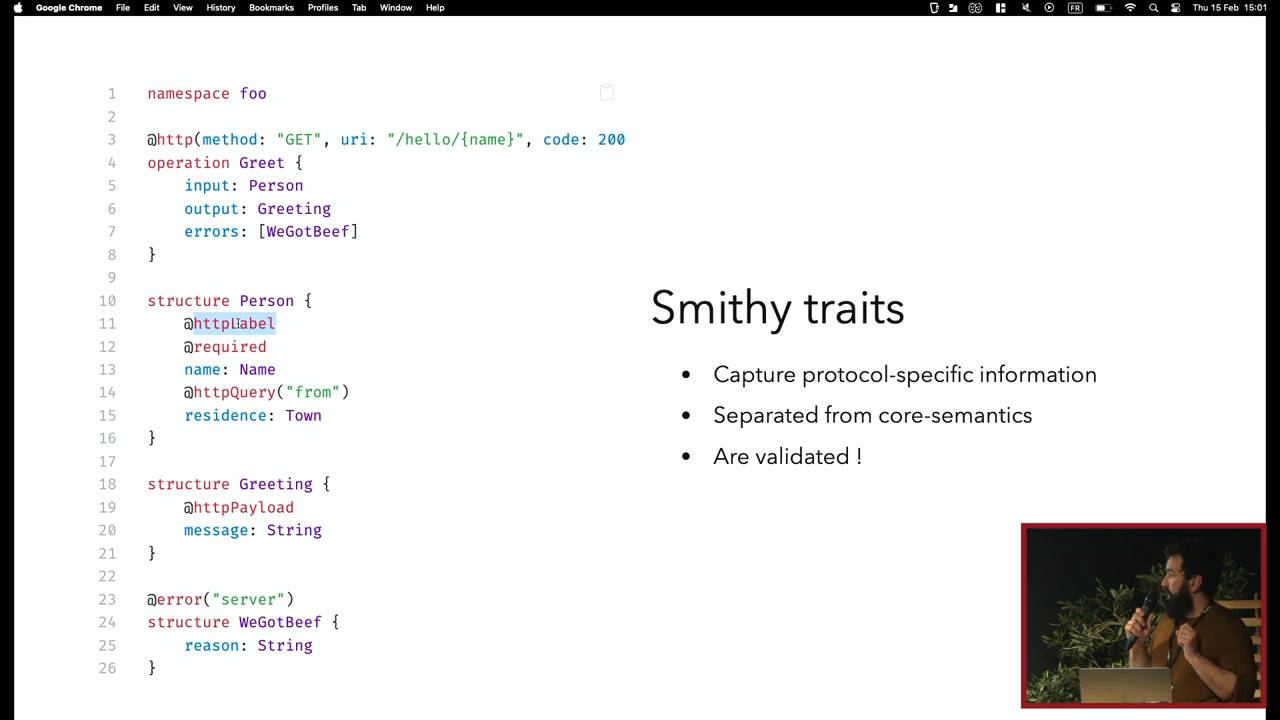 Google Chrome File Edit View History Bookmarks Profiles Tab Window Help FR Thu 15 Feb 15:01
1 namespace foo
2
3 @http(method: "GET", uri: "/hello/{name}", code: 200
4 operation Greet {
5 input: Person
6 output: Greeting
7 errors: [WeGotBeef]
8 }
9
10 structure Person {
11 @httpLabel
12 @required
13 name: Name
14 @httpQuery("from")
15 residence: Town
16 }
17
18 structure Greeting {
19 @httpPayload
20 message: String
21 }
22
23 @error("server")
24 structure WeGotBeef {
25 reason: String
26 }
Smithy traits
• Capture protocol-specific information
• Separated from core-semantics
• Are validated !